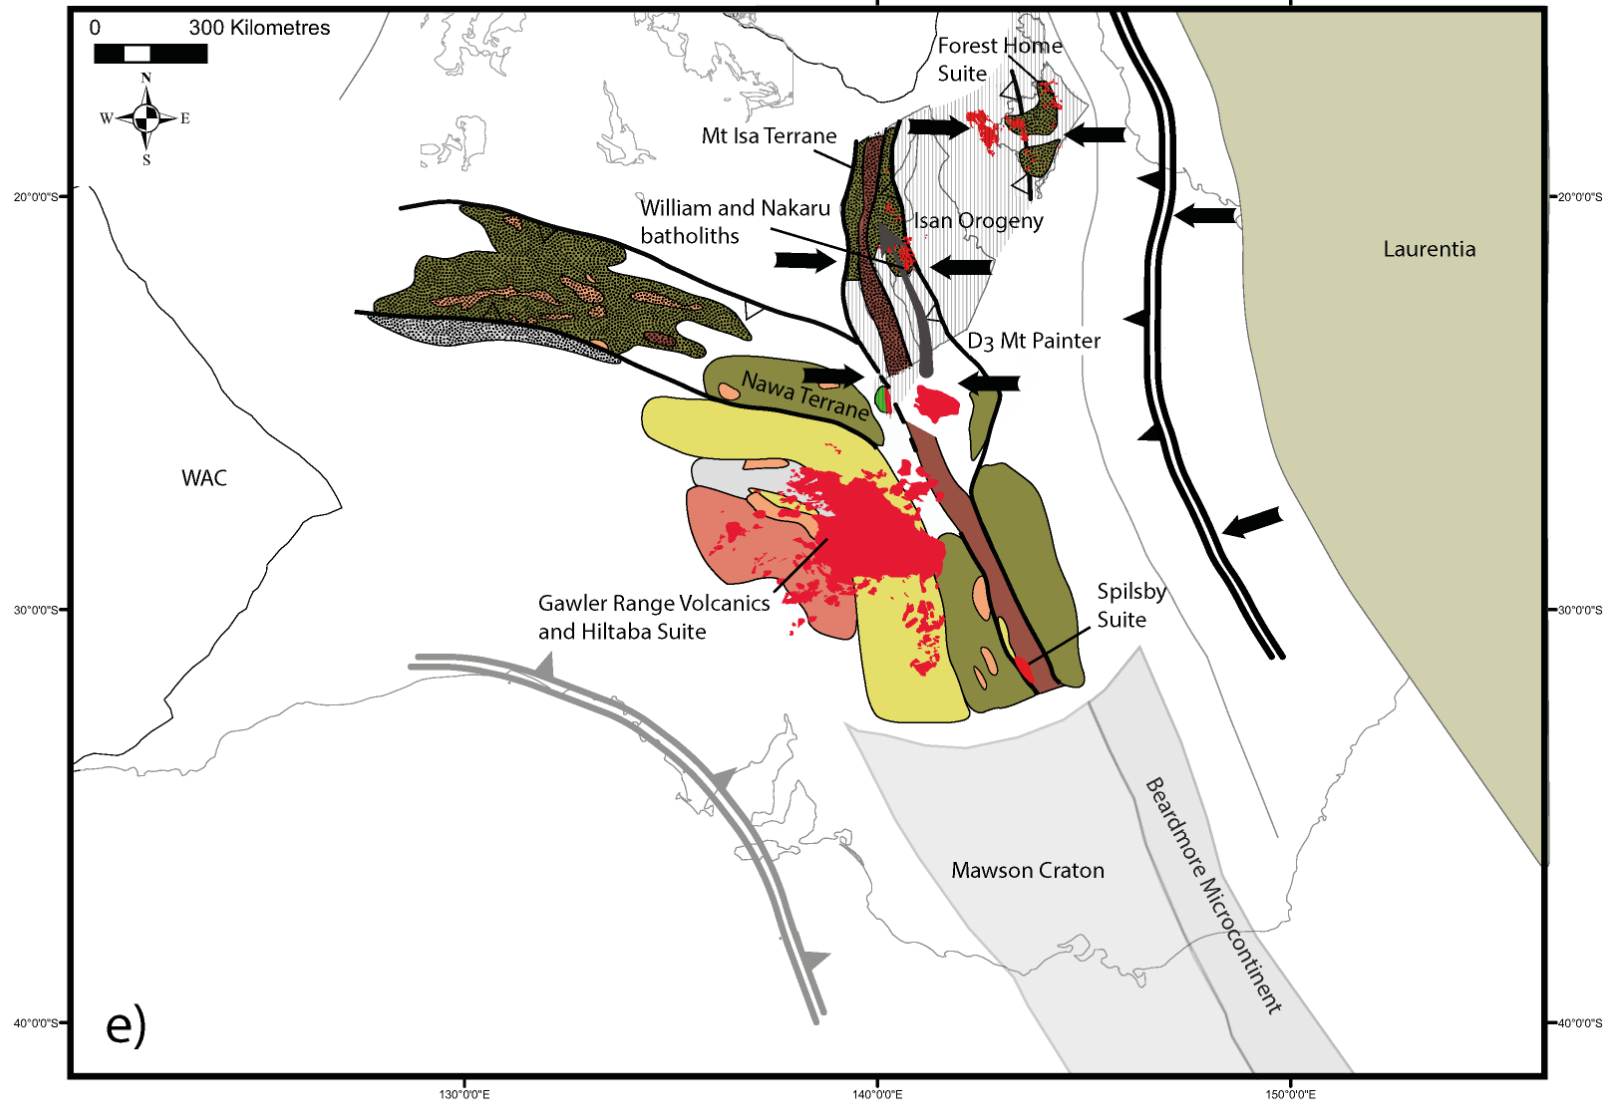 0 300 Kilometres
N
W E
S
Forest Home
Suite
Mt Isa Terrane
20°0'0"S
20°0'0"S
William and Nakaru
batholiths
Isan Orogeny
Laurentia
D3 Mt Painter
Nawa Terrane
WAC
Gawler Range Volcanics
and Hiltaba Suite
Spilsby
Suite
30°0'0"S
30°0'0"S
Mawson Craton
Beardmore Microcontinent
e)
40°0'0"S
40°0'0"S
130°0'0"E
140°0'0"E
150°0'0"E